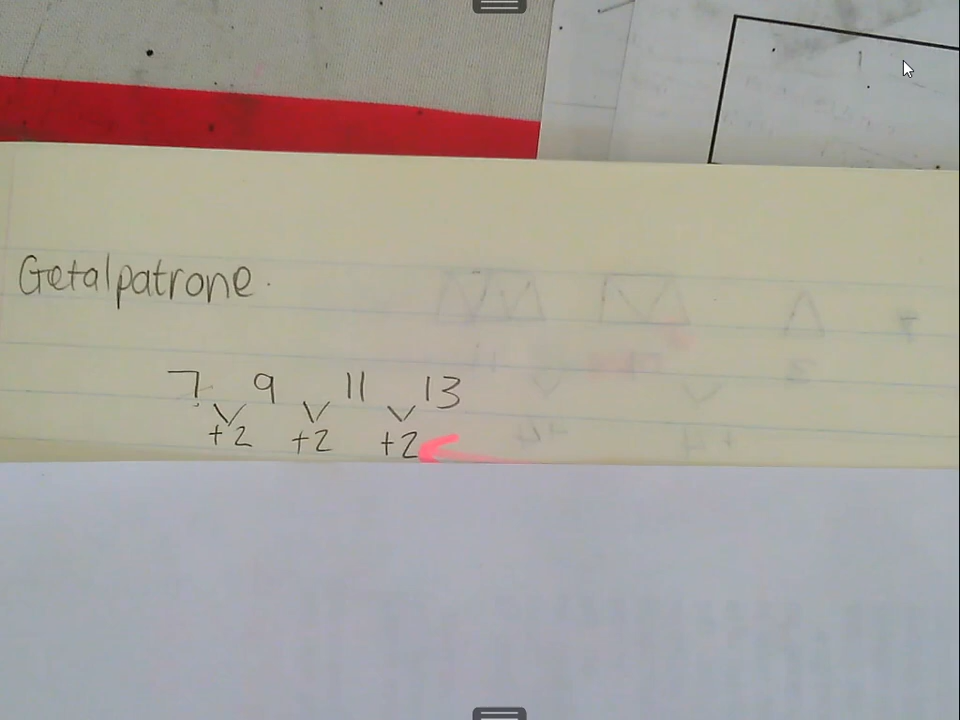 Getalpatrone.
7 9 11 13
+2 +2 +2